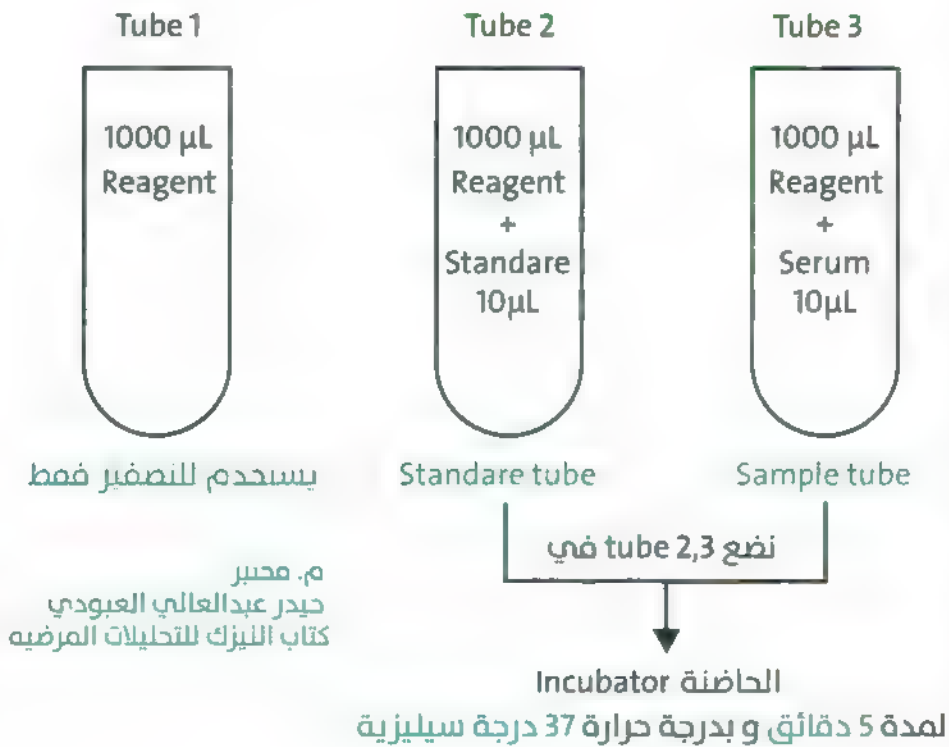 Tube 1
1000 µL
Reagent
يستخدم للتصفير فقط
Tube 2
1000 µL
Reagent
+
Standare
10µL
Standare tube
Tube 3
1000 µL
Reagent
+
Serum
10µL
Sample tube
نضع tube 2,3 في
الحاضنة Incubator
لمدة 5 دقائق و بدرجة حرارة 37 درجة سيليزية
م. مختبر
حيدر عبدالعالي العبودي
كتاب النيزك للتحليلات المرضيه